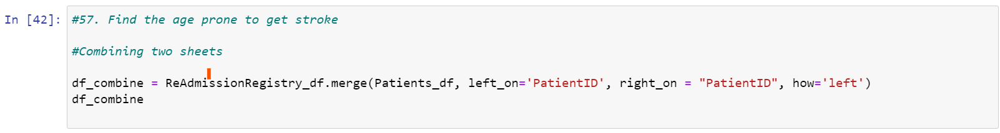 In [42]: #57. Find the age prone to get stroke
#Combining two sheets
df_combine = ReAdmissionRegistry_df.merge(Patients_df, left_on='PatientID', right_on = "PatientID", how='left')
df_combine